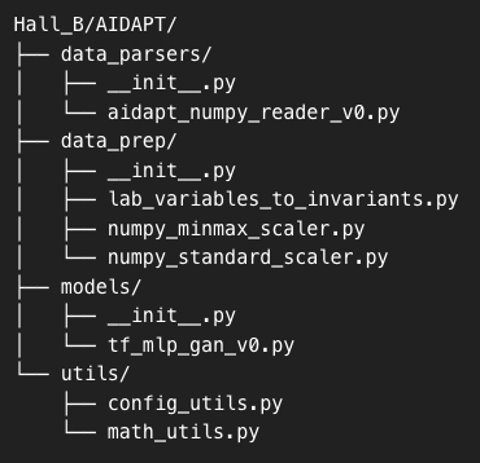 Hall_B/AIDAPT/
├── data_parsers/
│   ├── __init__.py
│   └── aidapt_numpy_reader_v0.py
├── data_prep/
│   ├── __init__.py
│   ├── lab_variables_to_invariants.py
│   ├── numpy_minmax_scaler.py
│   └── numpy_standard_scaler.py
├── models/
│   ├── __init__.py
│   └── tf_mlp_gan_v0.py
└── utils/
    ├── config_utils.py
    └── math_utils.py